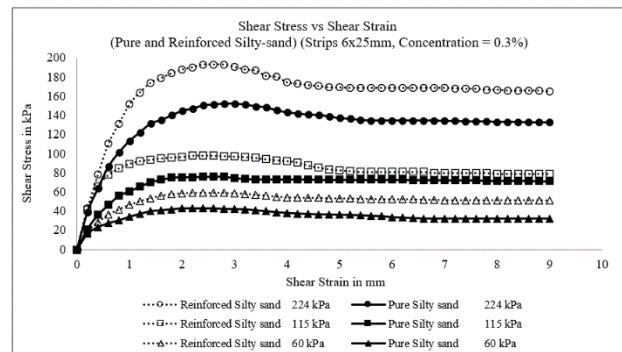 Shear Stress vs Shear Strain
(Pure and Reinforced Silty-sand) (Strips 6x25mm, Concentration = 0.3%)
Shear Stress in kPa
200
180
160
140
120
100
80
60
40
20
0
0 1 2 3 4 5 6 7 8 9 10
Shear Strain in mm
Reinforced Silty sand 224 kPa Pure Silty sand 224 kPa
Reinforced Silty sand 115 kPa Pure Silty sand 115 kPa
Reinforced Silty sand 60 kPa Pure Silty sand 60 kPa